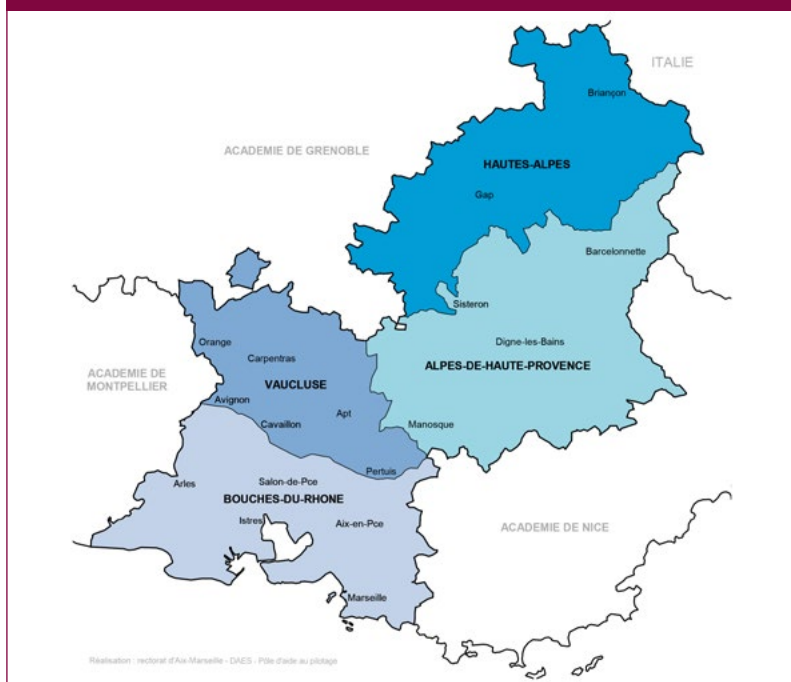 ITALIE
Briançon
ACADEMIE DE GRENOBLE
HAUTES-ALPES
Gap
Barcelonnette
Sisteron
Orange
Digne-les-Bains
Carpentras
ACADEMIE DE
MONTPELLIER
ALPES-DE-HAUTE-PROVENCE
VAUCLUSE
Avignon
Apt
Cavaillon
Manosque
Pertuis
Arles
Salon-de-Pce
BOUCHES-DU-RHONE
Istres
Aix-en-Pce
ACADEMIE DE NICE
Marseille
Réalisation : rectorat d'Aix-Marseille - DAES - Pôle d'aide au pilotage